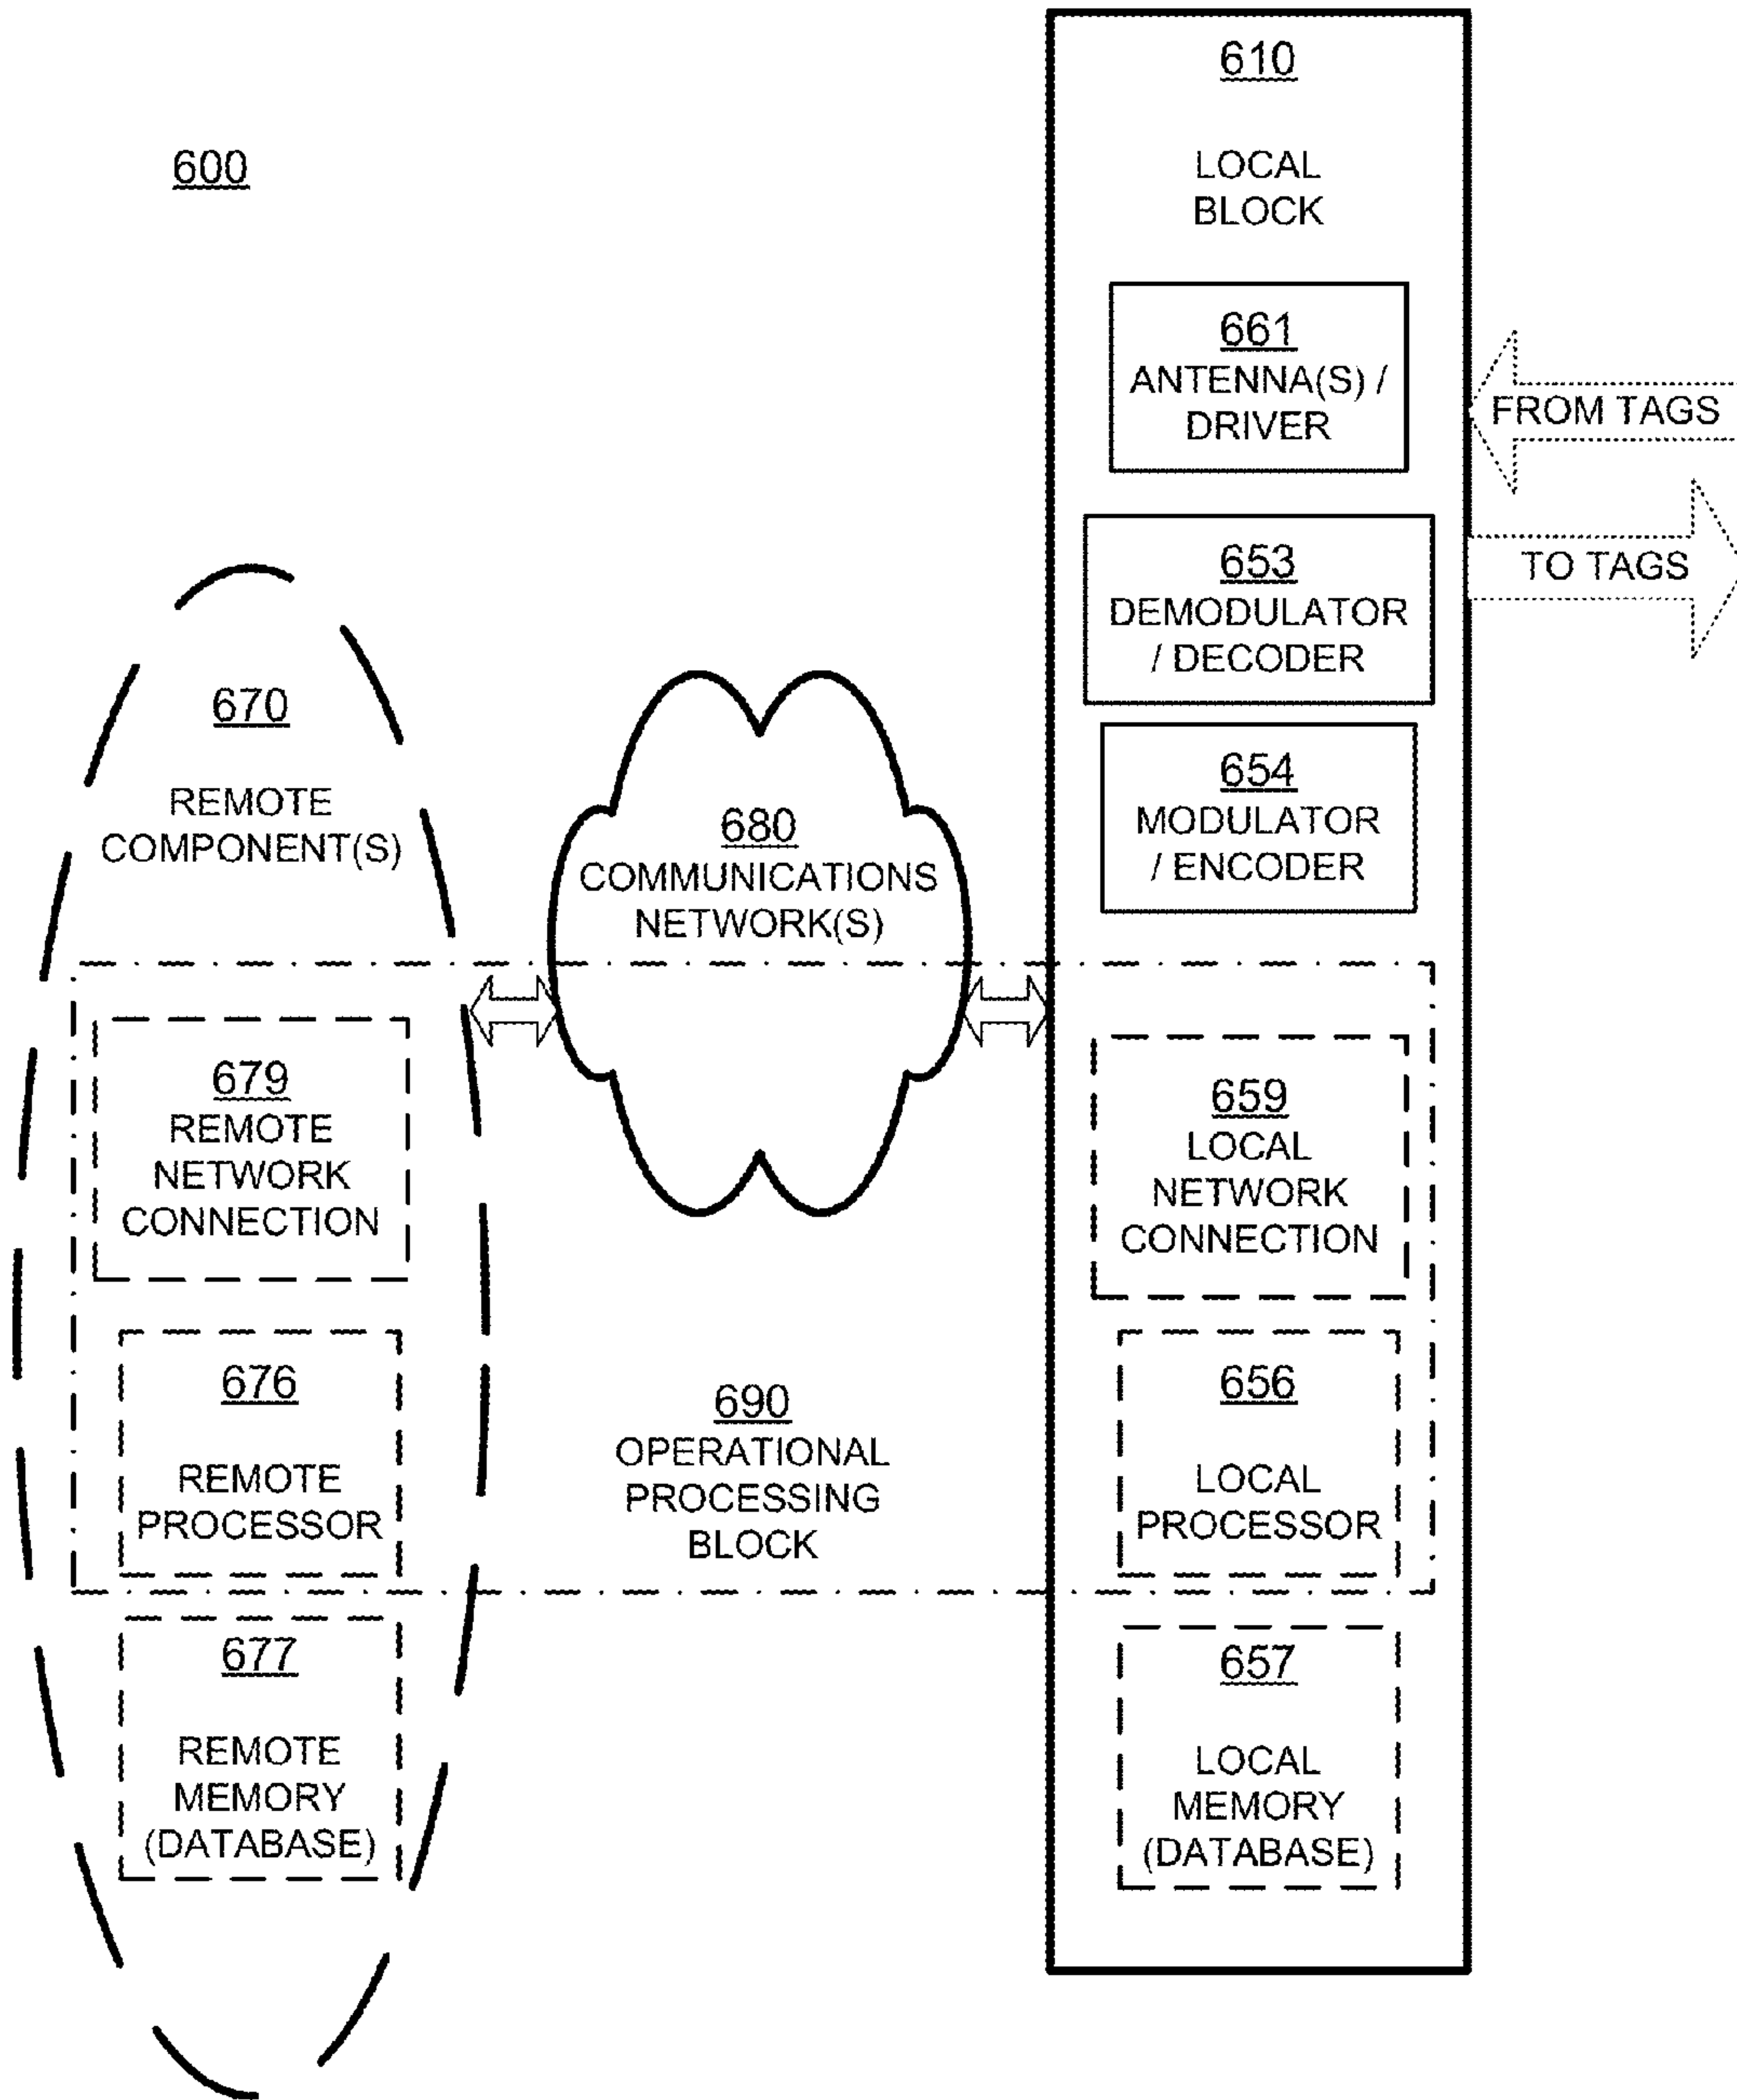 600
610
LOCAL
BLOCK
661
ANTENNA(S) /
DRIVER
FROM TAGS
653
DEMODULATOR
/ DECODER
TO TAGS
654
MODULATOR
/ ENCODER
670
REMOTE
COMPONENT(S)
680
COMMUNICATIONS
NETWORK(S)
679
REMOTE
NETWORK
CONNECTION
659
LOCAL
NETWORK
CONNECTION
676
REMOTE
PROCESSOR
690
OPERATIONAL
PROCESSING
BLOCK
656
LOCAL
PROCESSOR
677
REMOTE
MEMORY
(DATABASE)
657
LOCAL
MEMORY
(DATABASE)